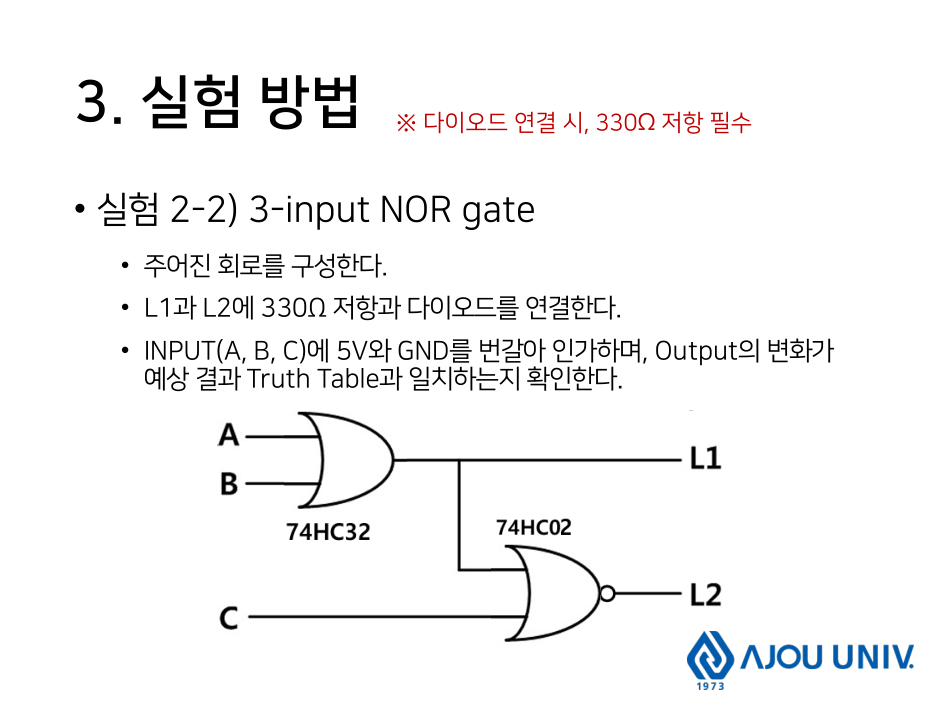 3. 실험 방법
※ 다이오드 연결 시, 330Ω 저항 필수
• 실험 2-2) 3-input NOR gate
• 주어진 회로를 구성한다.
• L1과 L2에 330Ω 저항과 다이오드를 연결한다.
• INPUT(A, B, C)에 5V와 GND를 번갈아 인가하며, Output의 변화가
예상 결과 Truth Table과 일치하는지 확인한다.
A
L1
B
74HC32
74HC02
L2
C
AJOU UNIV.
1973